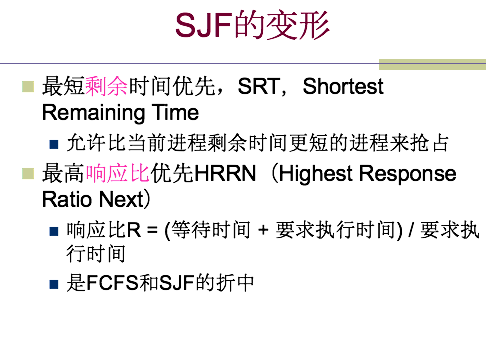 SJF的变形
最短剩余时间优先，SRT，Shortest
Remaining Time
允许比当前进程剩余时间更短的进程来抢占
最高响应比优先HRRN（Highest Response
Ratio Next）
响应比R = (等待时间 + 要求执行时间) / 要求执
行时间
是FCFS和SJF的折中